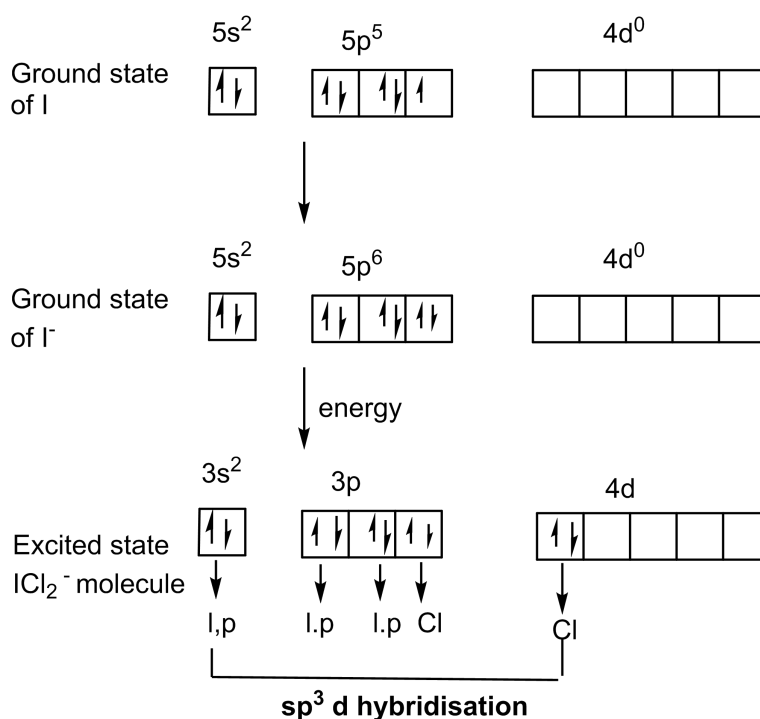 5s² 5p⁵ 4d⁰
Ground state
of I
5s² 5p⁶ 4d⁰
Ground state
of I⁻
energy
3s² 3p 4d
Excited state
ICl₂⁻ molecule
l,p l.p l.p Cl Cl
sp³ d hybridisation